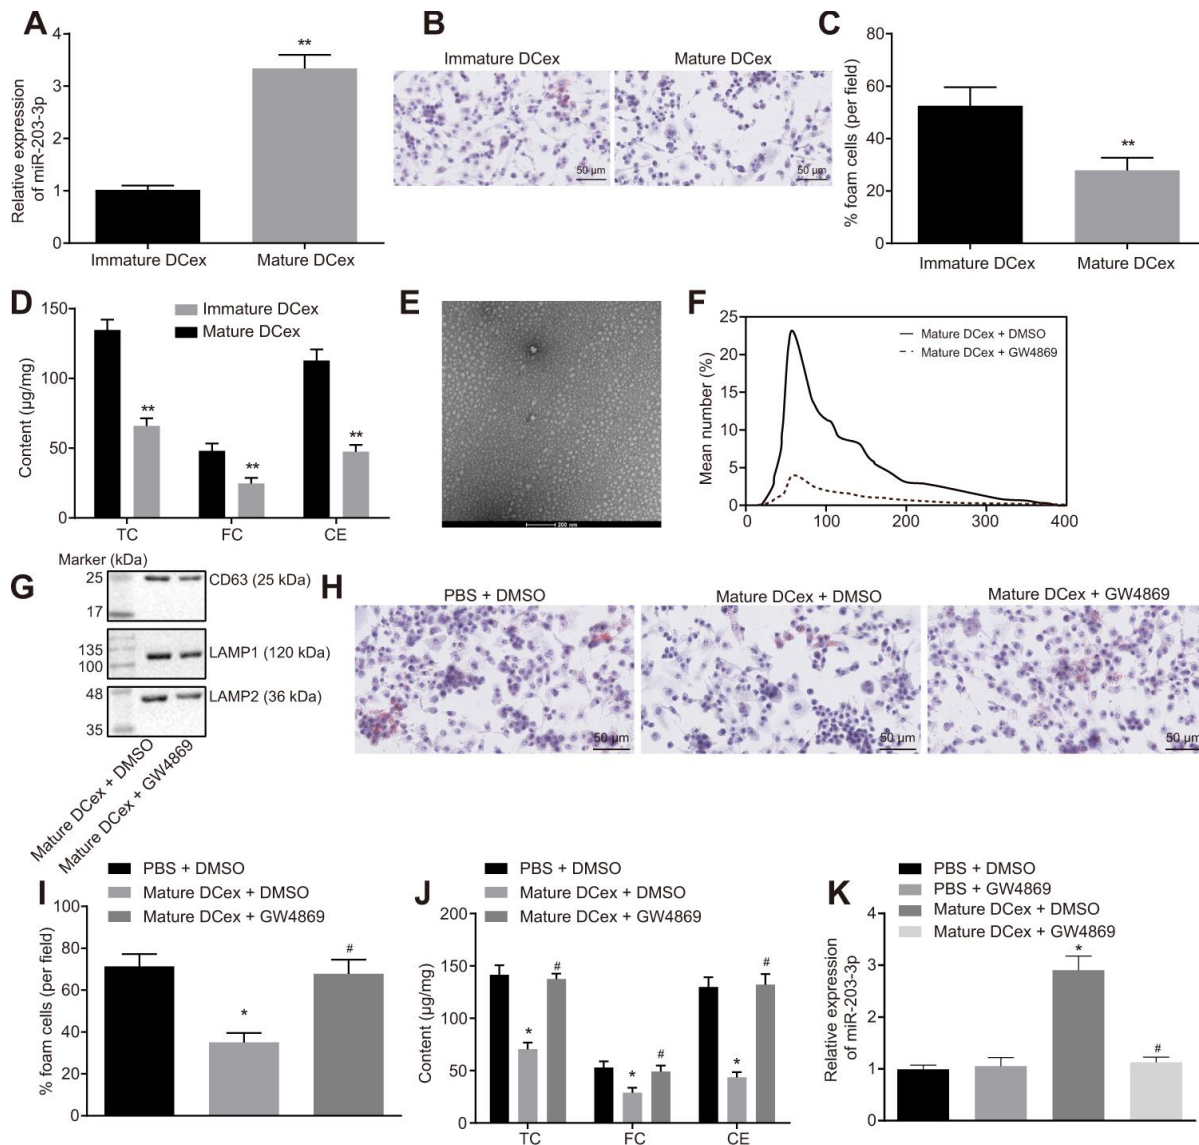 A
Relative expression
of miR-203-3p
4
3
2
1
0
**
Immature DCex
Mature DCex
B
Immature DCex
Mature DCex
50 µm
50 µm
C
% foam cells (per field)
80
60
40
20
0
**
Immature DCex
Mature DCex
D
Content (µg/mg)
150
100
50
0
Immature DCex
Mature DCex
**
**
**
TC
FC
CE
E
200 nm
F
Mean number (%)
25
20
15
10
5
0
Mature DCex + DMSO
Mature DCex + GW4869
0
100
200
300
400
G
Marker (kDa)
25
17
CD63 (25 kDa)
135
100
LAMP1 (120 kDa)
48
35
LAMP2 (36 kDa)
Mature DCex + DMSO
Mature DCex + GW4869
H
PBS + DMSO
Mature DCex + DMSO
Mature DCex + GW4869
50 µm
50 µm
50 µm
I
PBS + DMSO
Mature DCex + DMSO
Mature DCex + GW4869
% foam cells (per field)
100
80
60
40
20
0
*
#
J
PBS + DMSO
Mature DCex + DMSO
Mature DCex + GW4869
Content (µg/mg)
200
150
100
50
0
*
#
*
#
*
#
TC
FC
CE
K
PBS + DMSO
PBS + GW4869
Mature DCex + DMSO
Mature DCex + GW4869
Relative expression
of miR-203-3p
4
3
2
1
0
*
#